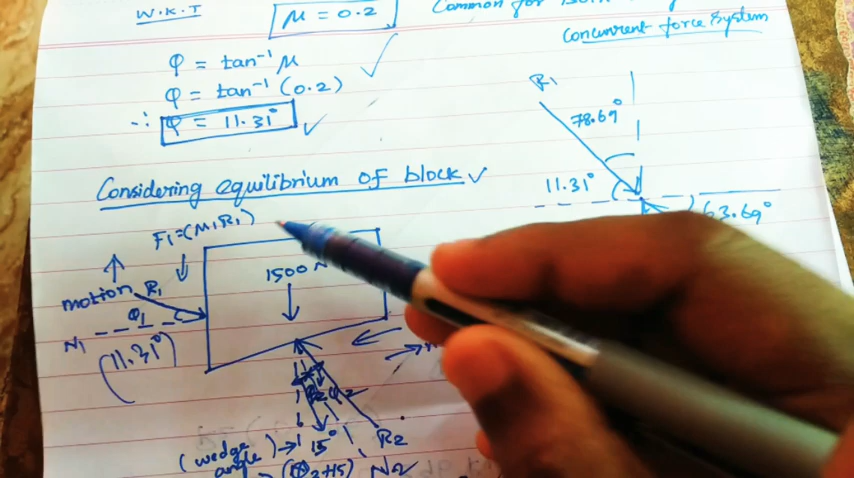 W.K.T
μ = 0.2
Common for
Concurrent force System
φ = tan⁻¹ μ
φ = tan⁻¹ (0.2)
∴ φ = 11.31°
Considering equilibrium of block
R1
78.69°
11.31°
63.69°
F1=(μ1R1)
1500 N
motion
R1
φ1
N1
(11.31°)
φ2
R2
(wedge angle)
15°
N2